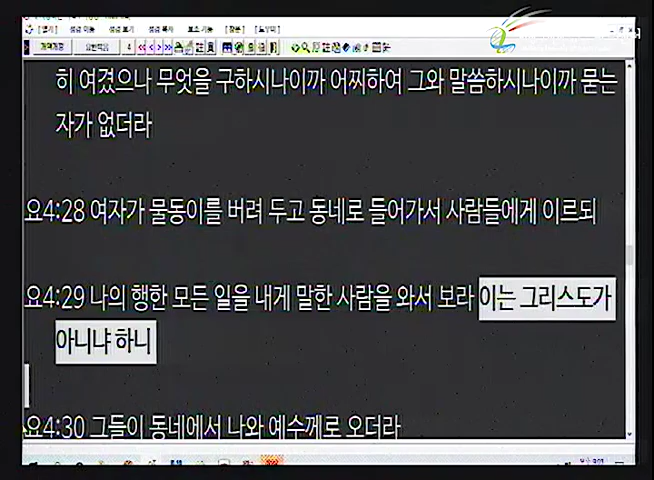 히 여겼으나 무엇을 구하시나이까 어찌하여 그와 말씀하시나이까 묻는
자가 없더라
요4:28 여자가 물동이를 버려 두고 동네로 들어가서 사람들에게 이르되
요4:29 나의 행한 모든 일을 내게 말한 사람을 와서 보라 이는 그리스도가
아니냐 하니
요4:30 그들이 동네에서 나와 예수께로 오더라